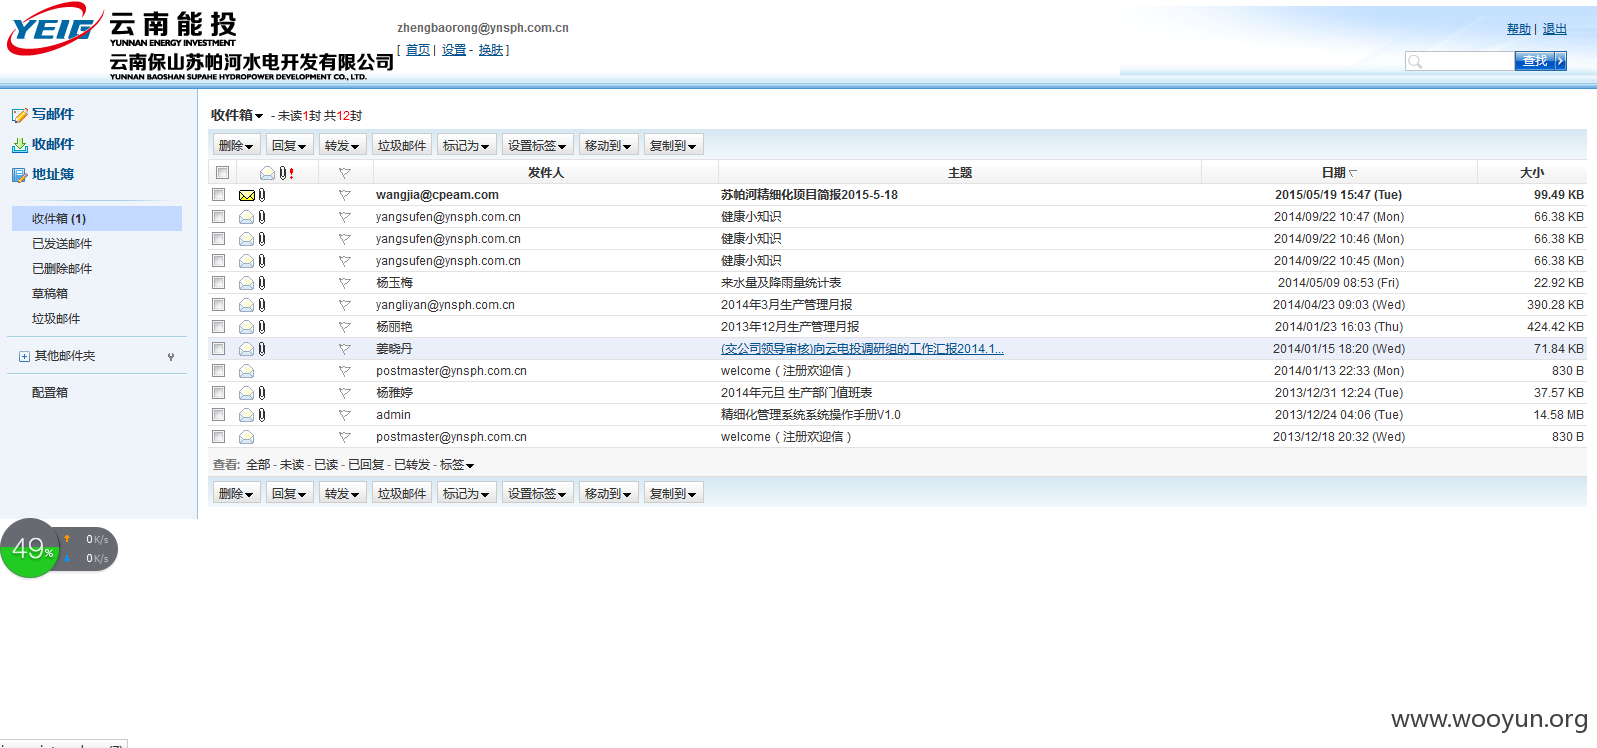 YEIG 云南能投
YUNNAN ENERGY INVESTMENT
云南保山苏帕河水电开发有限公司
YUNNAN BAOSHAN SUPAHE HYDROPOWER DEVELOPMENT CO., LTD.
zhengbaorong@ynsph.com.cn
[ 首页 | 设置 - 换肤 ]
帮助 | 退出
查找
写邮件
收邮件
地址簿
收件箱 (1)
已发送邮件
已删除邮件
草稿箱
垃圾邮件
其他邮件夹
配置箱
收件箱 - 未读1封 共12封
删除 回复 转发 垃圾邮件 标记为 设置标签 移动到 复制到
发件人 主题 日期 大小
wangjia@cpeam.com 苏帕河精细化项目简报2015-5-18 2015/05/19 15:47 (Tue) 99.49 KB
yangsufen@ynsph.com.cn 健康小知识 2014/09/22 10:47 (Mon) 66.38 KB
yangsufen@ynsph.com.cn 健康小知识 2014/09/22 10:46 (Mon) 66.38 KB
yangsufen@ynsph.com.cn 健康小知识 2014/09/22 10:45 (Mon) 66.38 KB
杨玉梅 来水量及降雨量统计表 2014/05/09 08:53 (Fri) 22.92 KB
yangliyan@ynsph.com.cn 2014年3月生产管理月报 2014/04/23 09:03 (Wed) 390.28 KB
杨丽艳 2013年12月生产管理月报 2014/01/23 16:03 (Thu) 424.42 KB
姜晓丹 (交公司领导审核)向云电投调研组的工作汇报2014.1... 2014/01/15 18:20 (Wed) 71.84 KB
postmaster@ynsph.com.cn welcome（注册欢迎信） 2014/01/13 22:33 (Mon) 830 B
杨雅婷 2014年元旦 生产部门值班表 2013/12/31 12:24 (Tue) 37.57 KB
admin 精细化管理系统系统操作手册V1.0 2013/12/24 04:06 (Tue) 14.58 MB
postmaster@ynsph.com.cn welcome（注册欢迎信） 2013/12/18 20:32 (Wed) 830 B
查看: 全部 - 未读 - 已读 - 已回复 - 已转发 - 标签
删除 回复 转发 垃圾邮件 标记为 设置标签 移动到 复制到
49% 0K/s
0K/s
www.wooyun.org